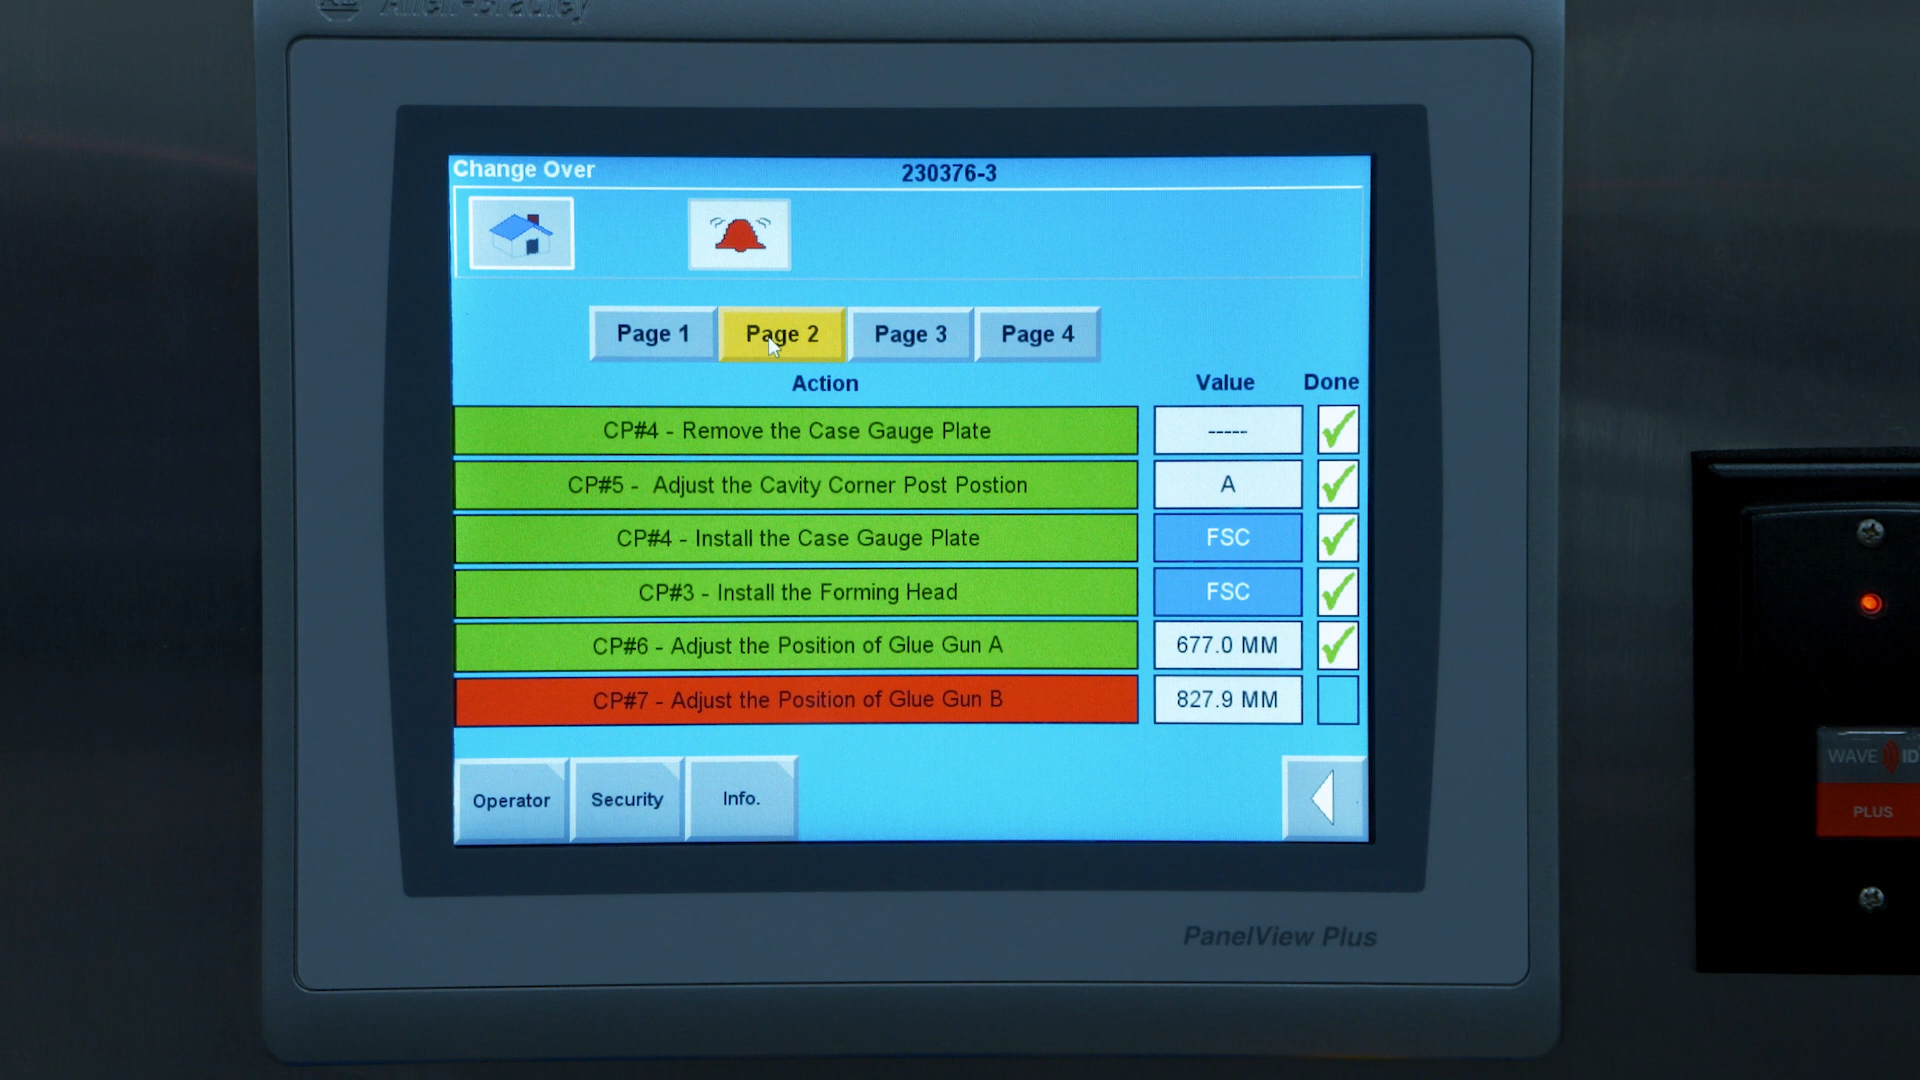 Allen-Bradley
Change Over 230376-3
Page 1 Page 2 Page 3 Page 4
Action Value Done
CP#4 - Remove the Case Gauge Plate -----
CP#5 - Adjust the Cavity Corner Post Postion A
CP#4 - Install the Case Gauge Plate FSC
CP#3 - Install the Forming Head FSC
CP#6 - Adjust the Position of Glue Gun A 677.0 MM
CP#7 - Adjust the Position of Glue Gun B 827.9 MM
Operator Security Info.
PanelView Plus
WAVE ID
PLUS